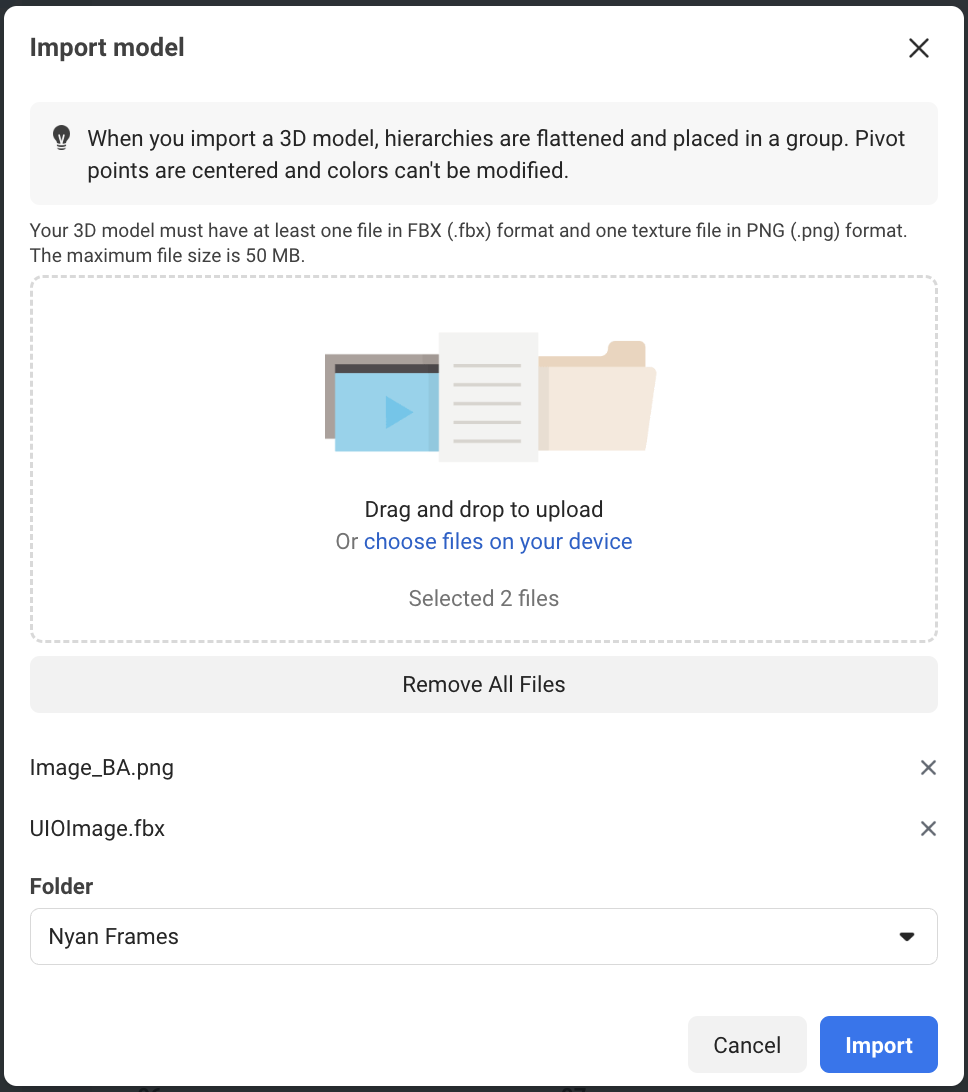 Import model
When you import a 3D model, hierarchies are flattened and placed in a group. Pivot
points are centered and colors can't be modified.
Your 3D model must have at least one file in FBX (.fbx) format and one texture file in PNG (.png) format.
The maximum file size is 50 MB.
Drag and drop to upload
Or choose files on your device
Selected 2 files
Remove All Files
Image_BA.png
UIOImage.fbx
Folder
Nyan Frames
Cancel Import